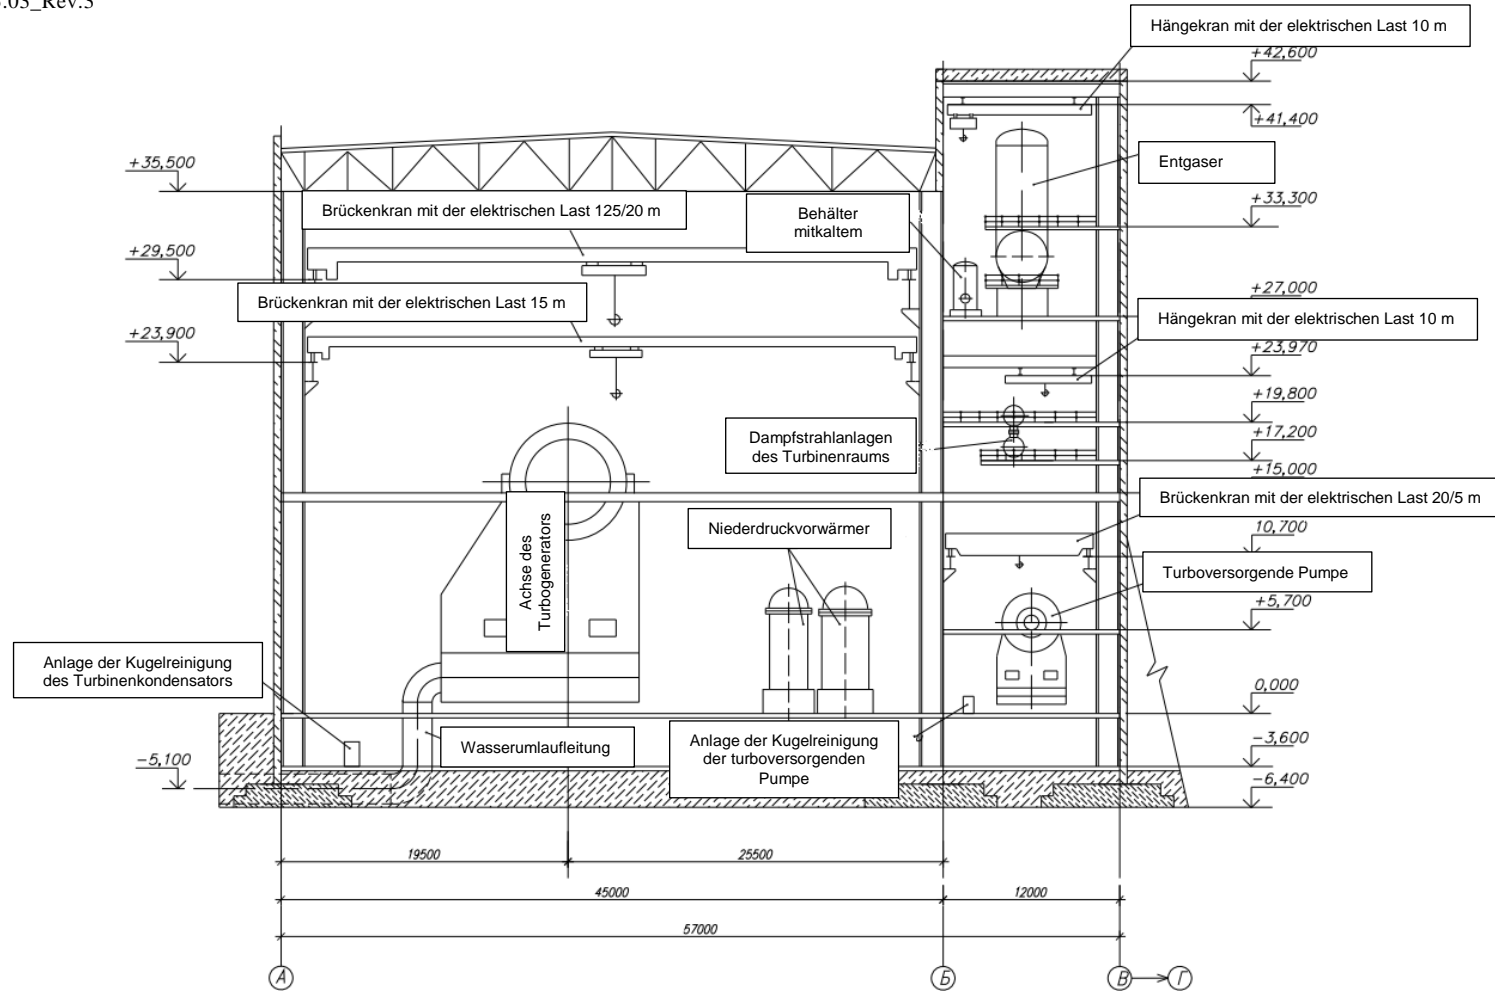 .03_Rev.3
Hängekran mit der elektrischen Last 10 m
+42,600
+41,400
Entgaser
+35,500
+33,300
Brückenkran mit der elektrischen Last 125/20 m
Behälter
mitkaltem
+29,500
+27,000
Brückenkran mit der elektrischen Last 15 m
Hängekran mit der elektrischen Last 10 m
+23,900
+23,970
+19,800
Dampfstrahlanlagen
des Turbinenraums
+17,200
+15,000
Brückenkran mit der elektrischen Last 20/5 m
Achse des
Turbogenerators
Niederdruckvorwärmer
10,700
Turboversorgende Pumpe
+5,700
Anlage der Kugelreinigung
des Turbinenkondensators
0,000
Wasserumlaufleitung
Anlage der Kugelreinigung
der turboversorgenden
Pumpe
-3,600
-5,100
-6,400
19500
25500
45000
12000
57000
А
Б
В
Г